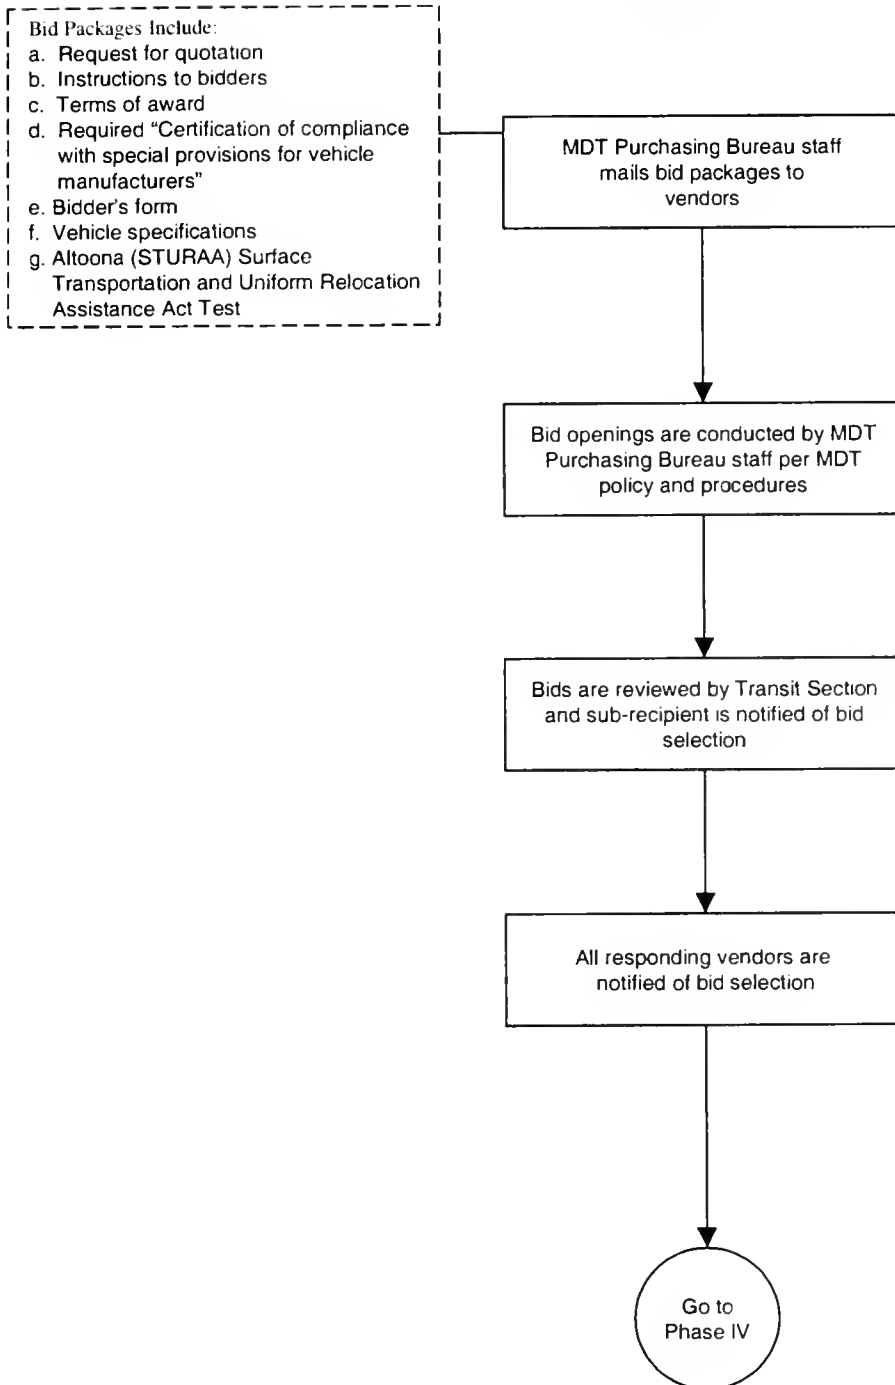 Bid Packages Include:
a. Request for quotation
b. Instructions to bidders
c. Terms of award
d. Required “Certification of compliance
with special provisions for vehicle
manufacturers”
e. Bidder’s form
f. Vehicle specifications
g. Altoona (STURAA) Surface
Transportation and Uniform Relocation
Assistance Act Test
MDT Purchasing Bureau staff
mails bid packages to
vendors
Bid openings are conducted by MDT
Purchasing Bureau staff per MDT
policy and procedures
Bids are reviewed by Transit Section
and sub-recipient is notified of bid
selection
All responding vendors are
notified of bid selection
Go to
Phase IV